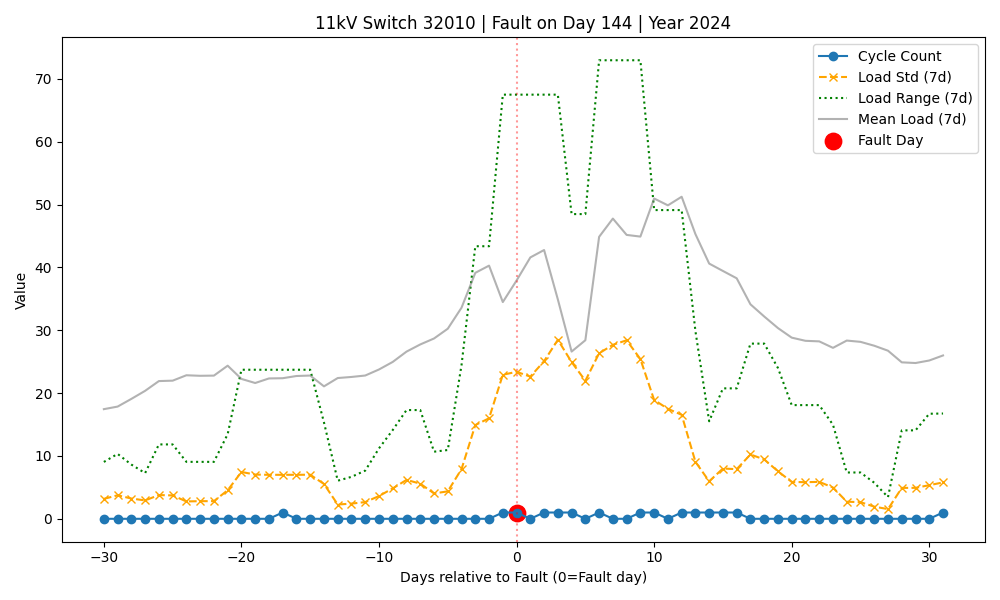 11kV Switch 32010 | Fault on Day 144 | Year 2024
Cycle Count
Load Std (7d)
Load Range (7d)
Mean Load (7d)
Fault Day
Value
70
60
50
40
30
20
10
0
−30
−20
−10
0
10
20
30
Days relative to Fault (0=Fault day)